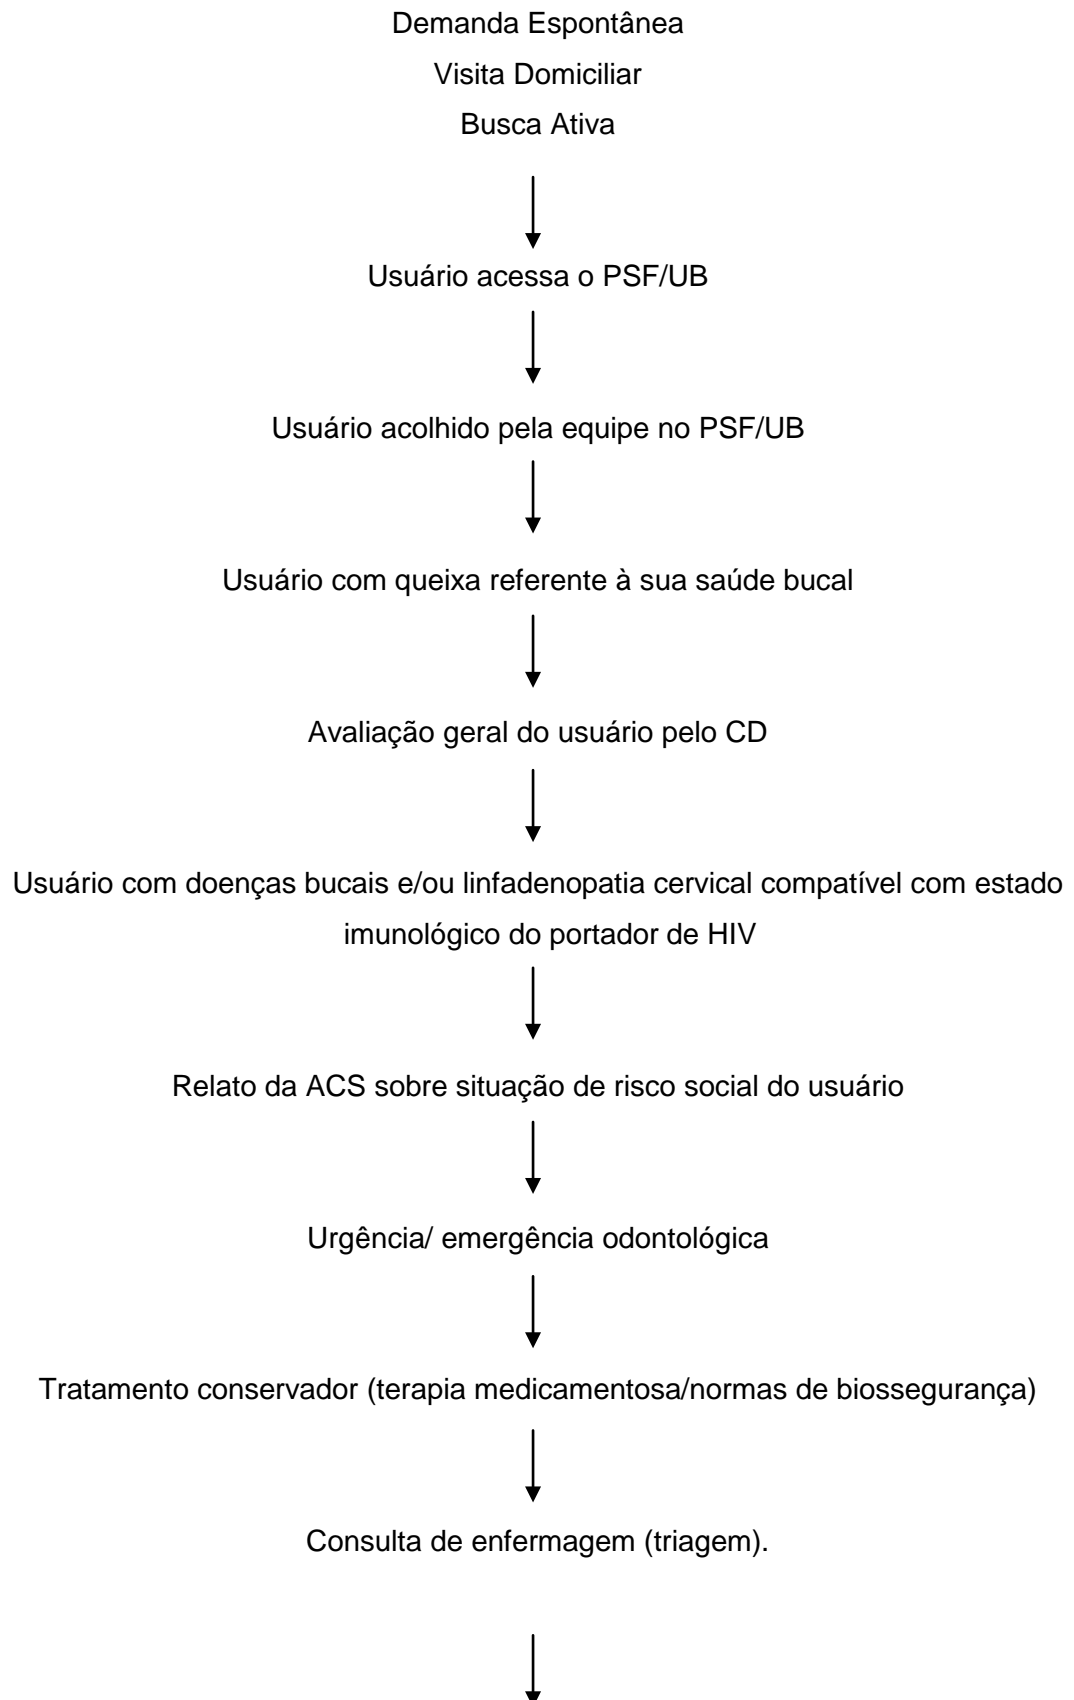 Demanda Espontânea
Visita Domiciliar
Busca Ativa
Usuário acessa o PSF/UB
Usuário acolhido pela equipe no PSF/UB
Usuário com queixa referente à sua saúde bucal
Avaliação geral do usuário pelo CD
Usuário com doenças bucais e/ou linfadenopatia cervical compatível com estado
imunológico do portador de HIV
Relato da ACS sobre situação de risco social do usuário
Urgência/ emergência odontológica
Tratamento conservador (terapia medicamentosa/normas de biossegurança)
Consulta de enfermagem (triagem).